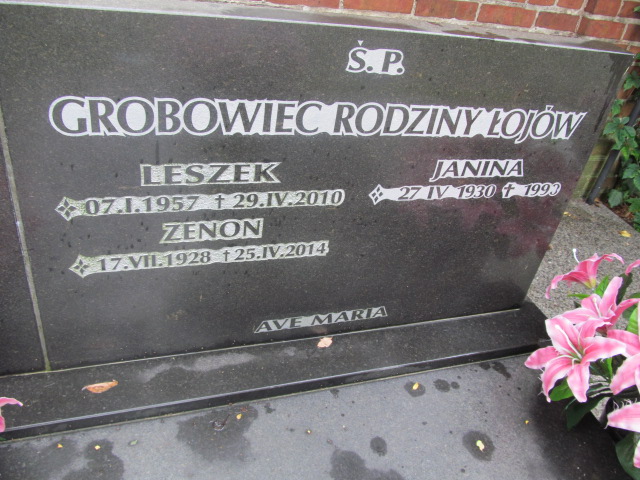 Ś. P.
GROBOWIEC RODZINY ŁOJÓW
LESZEK
07.I.1957 † 29.IV.2010
ZENON
17.VII.1928 † 25.IV.2014
JANINA
27 IV 1930 †
AVE MARIA